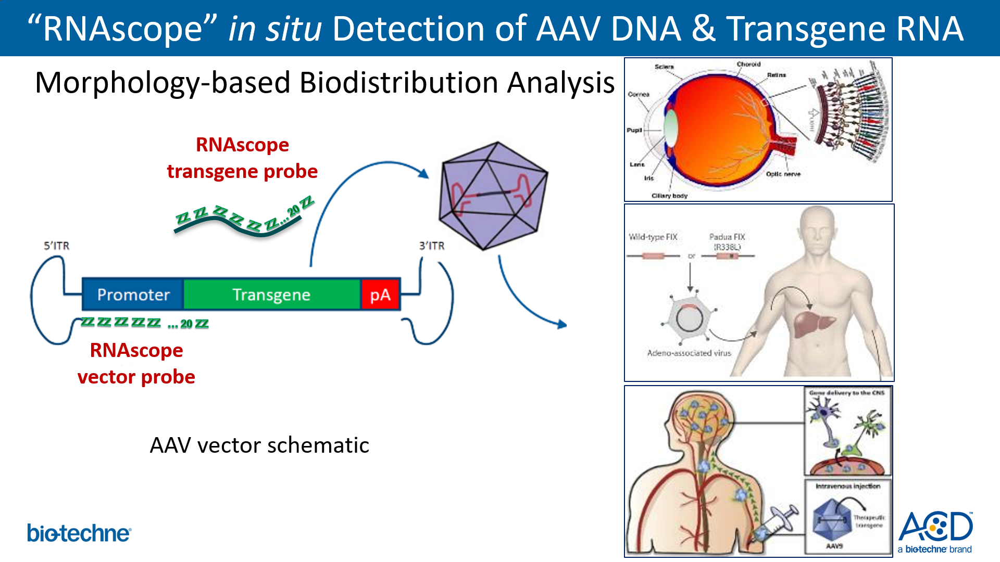 “RNAscope” in situ Detection of AAV DNA & Transgene RNA
Morphology-based Biodistribution Analysis
RNAscope
transgene probe
ZZ ZZ ZZ ZZ ZZ ZZ...20 ZZ
5’ITR
3’ITR
Promoter
Transgene
pA
ZZ ZZ ZZ ZZ ZZ ...20 ZZ
RNAscope
vector probe
AAV vector schematic
Sclera
Choroid
Retina
Cornea
Pupil
Lens
Iris
Ciliary body
Optic nerve
Wild-type FIX
or
Padua FIX
(R338L)
Adeno-associated virus
Gene delivery to the CNS
Intravenous injection
Therapeutic
transgene
AAV9
bio-techne®
ACD™
a bio-techne® brand